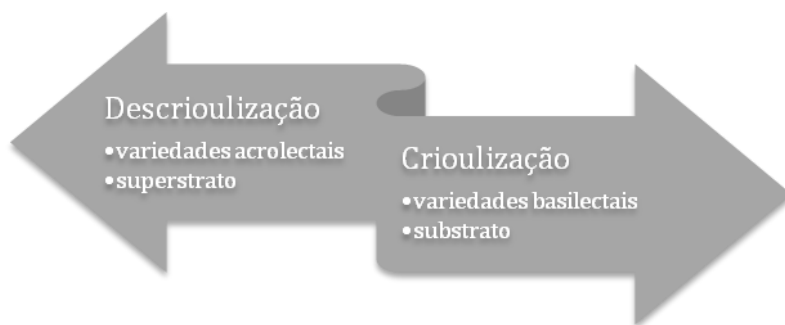 Descrioulização
•variedades acrolectais
•superstrato
Crioulização
•variedades basilectais
•substrato